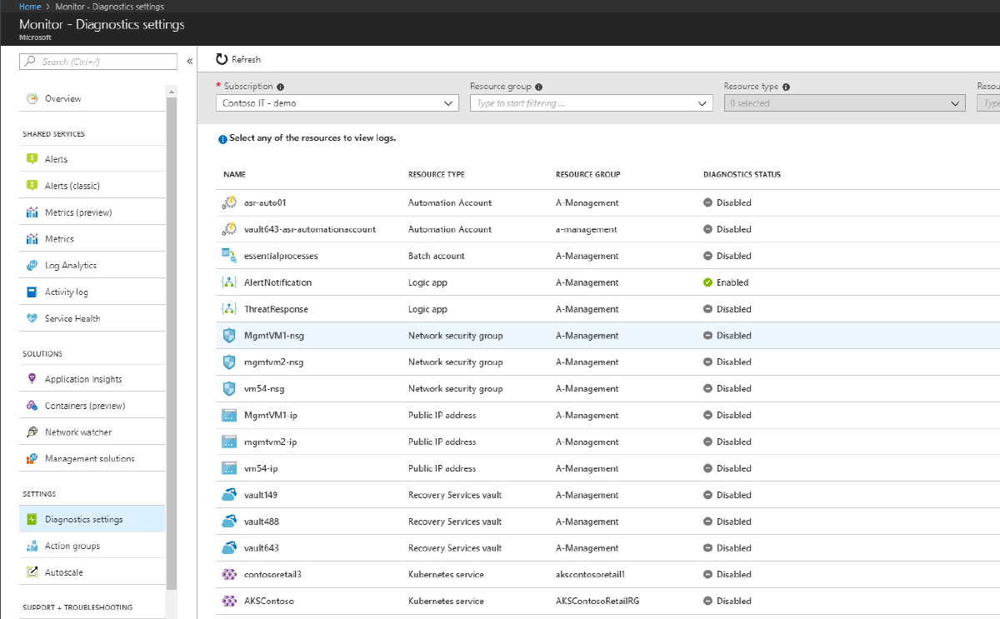 Home > Monitor - Diagnostics settings
Monitor - Diagnostics settings
Microsoft
Search (Ctrl+/)
«
Overview
SHARED SERVICES
Alerts
Alerts (classic)
Metrics (preview)
Metrics
Log Analytics
Activity log
Service Health
SOLUTIONS
Application Insights
Containers (preview)
Network watcher
Management solutions
SETTINGS
Diagnostics settings
Action groups
Autoscale
SUPPORT + TROUBLESHOOTING
Refresh
* Subscription Resource group Resource type Resou
Contoso IT - demo Type to start filtering ... 0 selected Type
Select any of the resources to view logs.
NAME RESOURCE TYPE RESOURCE GROUP DIAGNOSTICS STATUS
asr-auto01 Automation Account A-Management Disabled
vault643-asr-automationaccount Automation Account a-management Disabled
essentialprocesses Batch account A-Management Disabled
AlertNotification Logic app A-Management Enabled
ThreatResponse Logic app A-Management Disabled
MgmtVM1-nsg Network security group A-Management Disabled
mgmtvm2-nsg Network security group A-Management Disabled
vm54-nsg Network security group A-Management Disabled
MgmtVM1-ip Public IP address A-Management Disabled
mgmtvm2-ip Public IP address A-Management Disabled
vm54-ip Public IP address A-Management Disabled
vault149 Recovery Services vault A-Management Disabled
vault488 Recovery Services vault A-Management Disabled
vault643 Recovery Services vault A-Management Disabled
contosoretail3 Kubernetes service akscontosoretail1 Disabled
AKSContoso Kubernetes service AKSContosoRetailRG Disabled